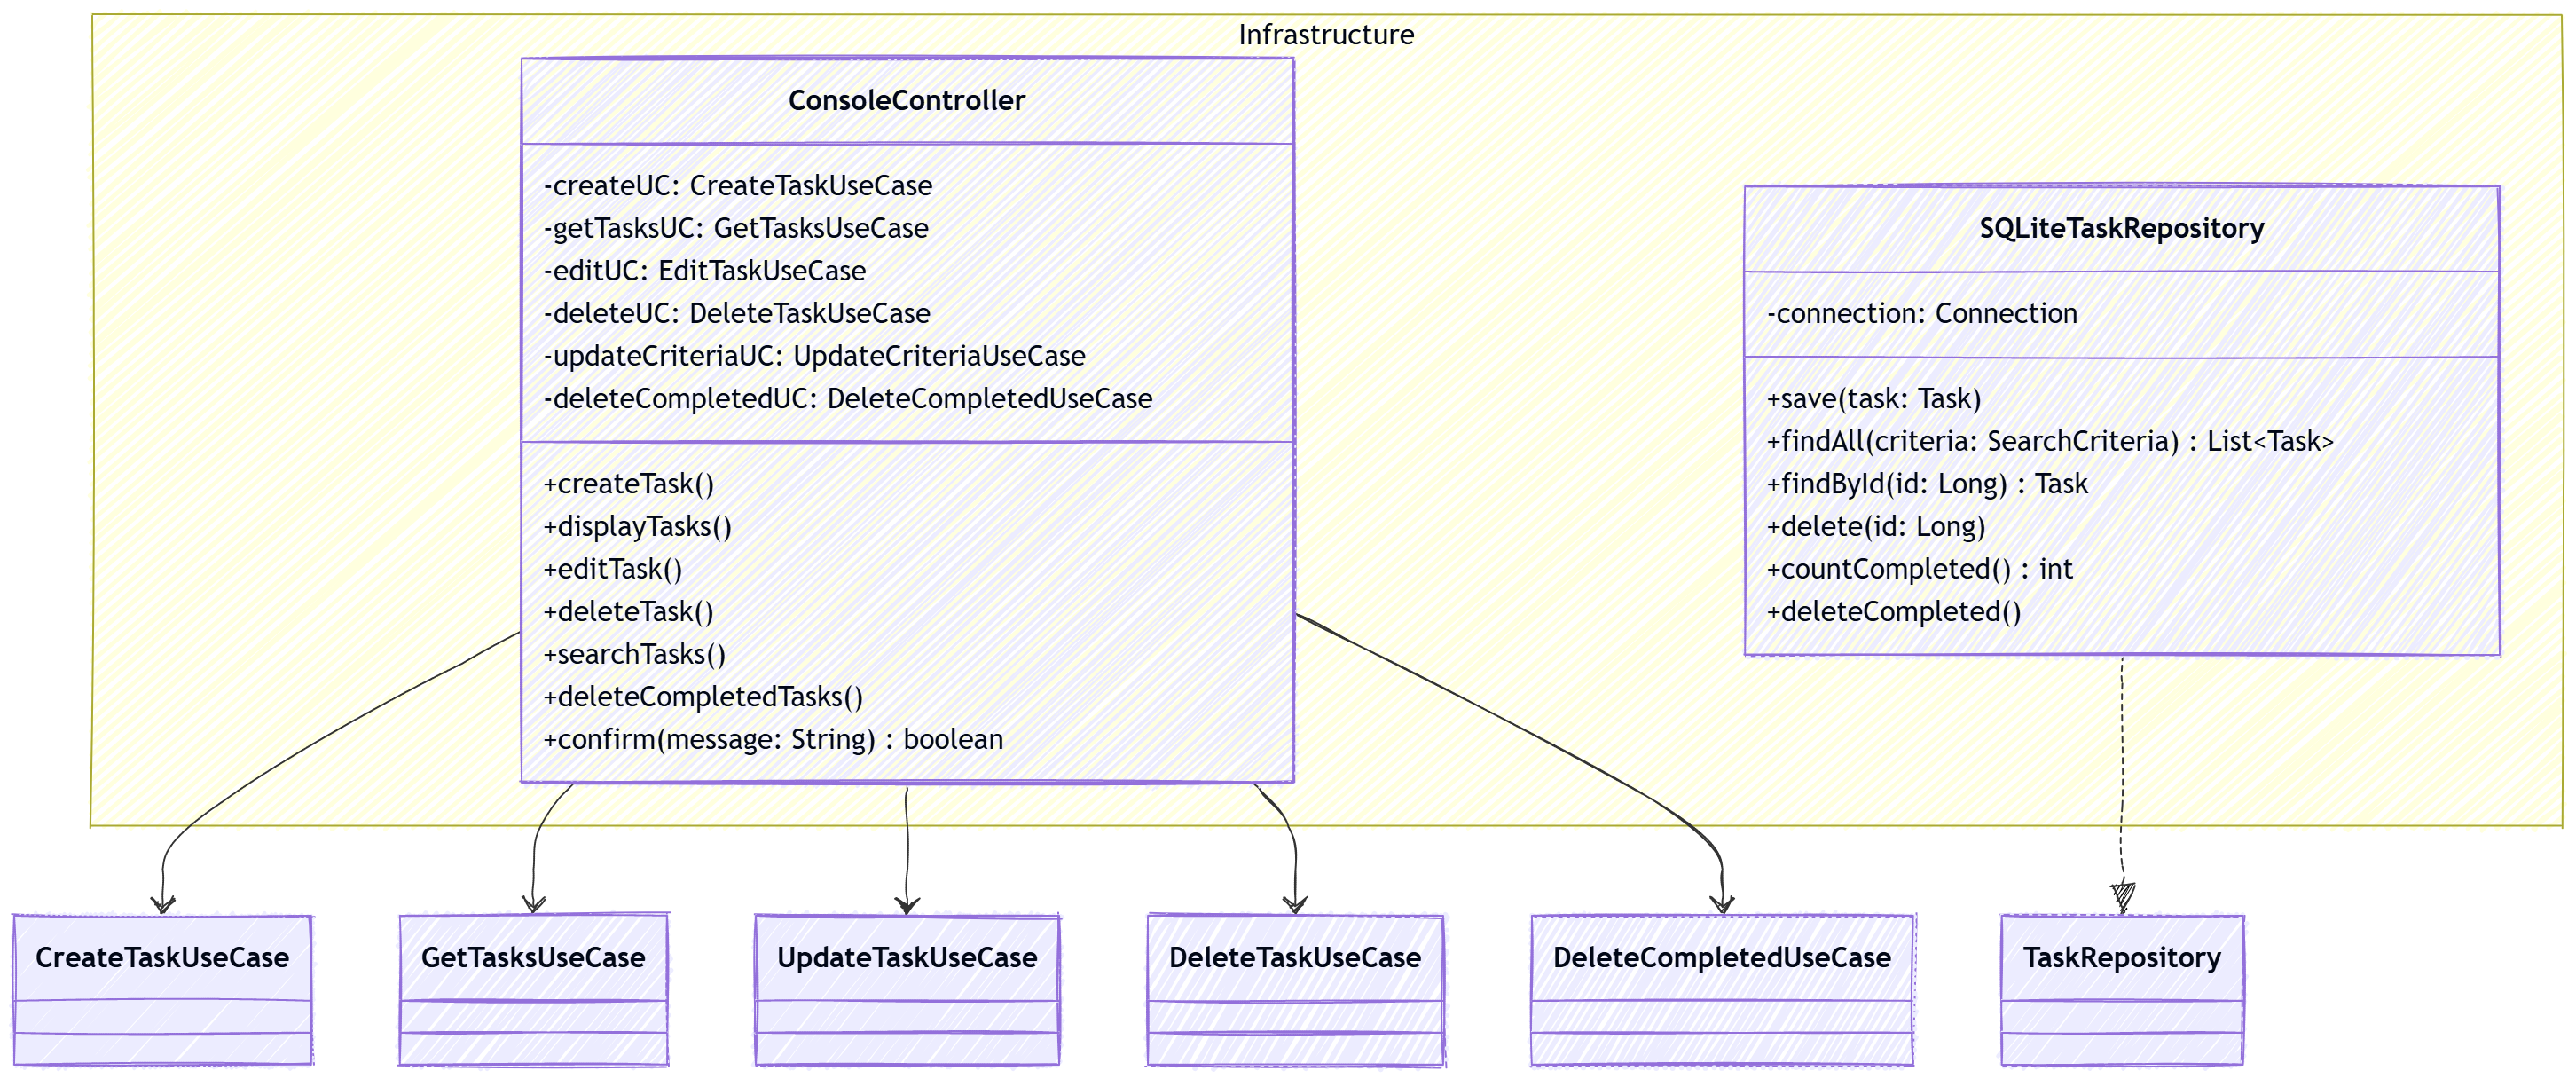 Infrastructure
ConsoleController
-createUC: CreateTaskUseCase
-getTasksUC: GetTasksUseCase
-editUC: EditTaskUseCase
-deleteUC: DeleteTaskUseCase
-updateCriteriaUC: UpdateCriteriaUseCase
-deleteCompletedUC: DeleteCompletedUseCase
+createTask()
+displayTasks()
+editTask()
+deleteTask()
+searchTasks()
+deleteCompletedTasks()
+confirm(message: String) : boolean
SQLiteTaskRepository
-connection: Connection
+save(task: Task)
+findAll(criteria: SearchCriteria) : List<Task>
+findById(id: Long) : Task
+delete(id: Long)
+countCompleted() : int
+deleteCompleted()
CreateTaskUseCase
GetTasksUseCase
UpdateTaskUseCase
DeleteTaskUseCase
DeleteCompletedUseCase
TaskRepository